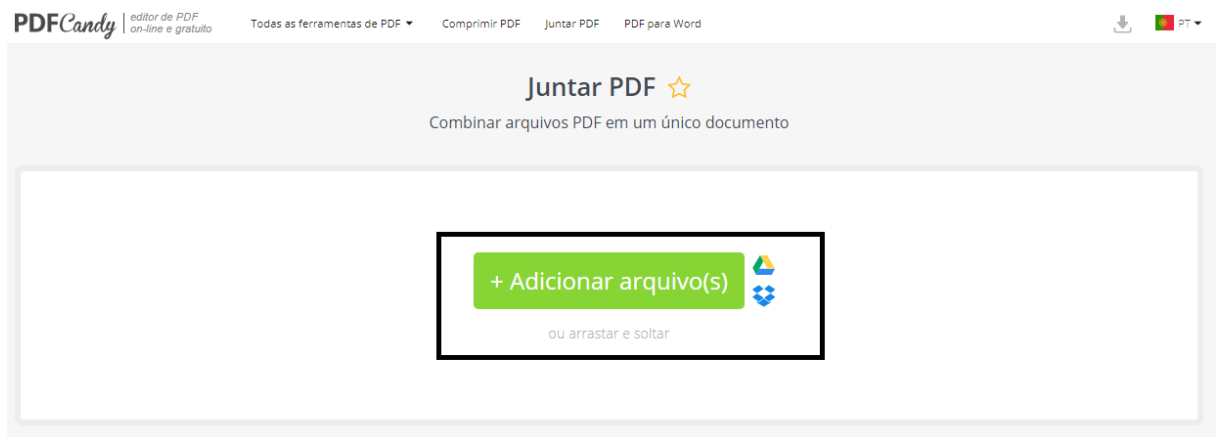 PDFCandy
editor de PDF
on-line e gratuito
Todas as ferramentas de PDF
Comprimir PDF
Juntar PDF
PDF para Word
PT
Juntar PDF
Combinar arquivos PDF em um único documento
+ Adicionar arquivo(s)
ou arrastar e soltar